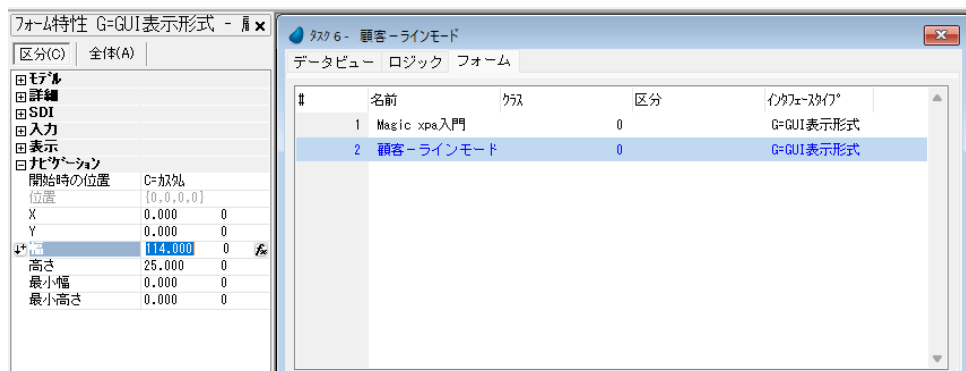 フォーム特性 G=GUI表示形式 -
区分(C) 全体(A)
モデル
詳細
SDI
入力
表示
ナビゲーション
開始時の位置 C=カスタム
位置 {0,0,0,0}
X 0.000 0
Y 0.000 0
幅 114.000 0
高さ 25.000 0
最小幅 0.000 0
最小高さ 0.000 0
タスク 6 - 顧客－ラインモード
データビュー ロジック フォーム
# 名前 クラス 区分 インタフェースタイプ
1 Magic xpa入門 0 G=GUI表示形式
2 顧客－ラインモード 0 G=GUI表示形式